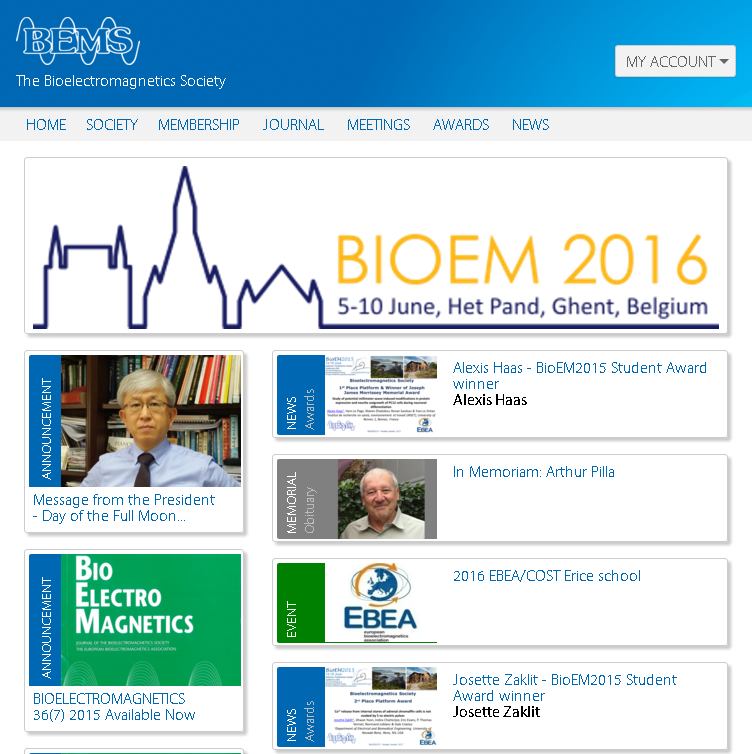 BEMS
The Bioelectromagnetics Society
MY ACCOUNT
HOME SOCIETY MEMBERSHIP JOURNAL MEETINGS AWARDS NEWS
BIOEM 2016
5-10 June, Het Pand, Ghent, Belgium
ANNOUNCEMENT
Message from the President
- Day of the Full Moon...
ANNOUNCEMENT
BIO
ELECTRO
MAGNETICS
JOURNAL OF THE BIOELECTROMAGNETICS SOCIETY
THE EUROPEAN BIOELECTROMAGNETICS ASSOCIATION
BIOELECTROMAGNETICS
36(7) 2015 Available Now
NEWS
Awards
BioEM2015
Bioelectromagnetics Society
1st Place Platform & Winner of Joseph
James Morrissey Memorial Award
EBEA
Alexis Haas - BioEM2015 Student Award
winner
Alexis Haas
MEMORIAL
Obituary
In Memoriam: Arthur Pilla
EVENT
EBEA
european
bioelectromagnetics
association
2016 EBEA/COST Erice school
NEWS
Awards
BioEM2015
Bioelectromagnetics Society
2nd Place Platform Award
EBEA
Josette Zaklit - BioEM2015 Student
Award winner
Josette Zaklit